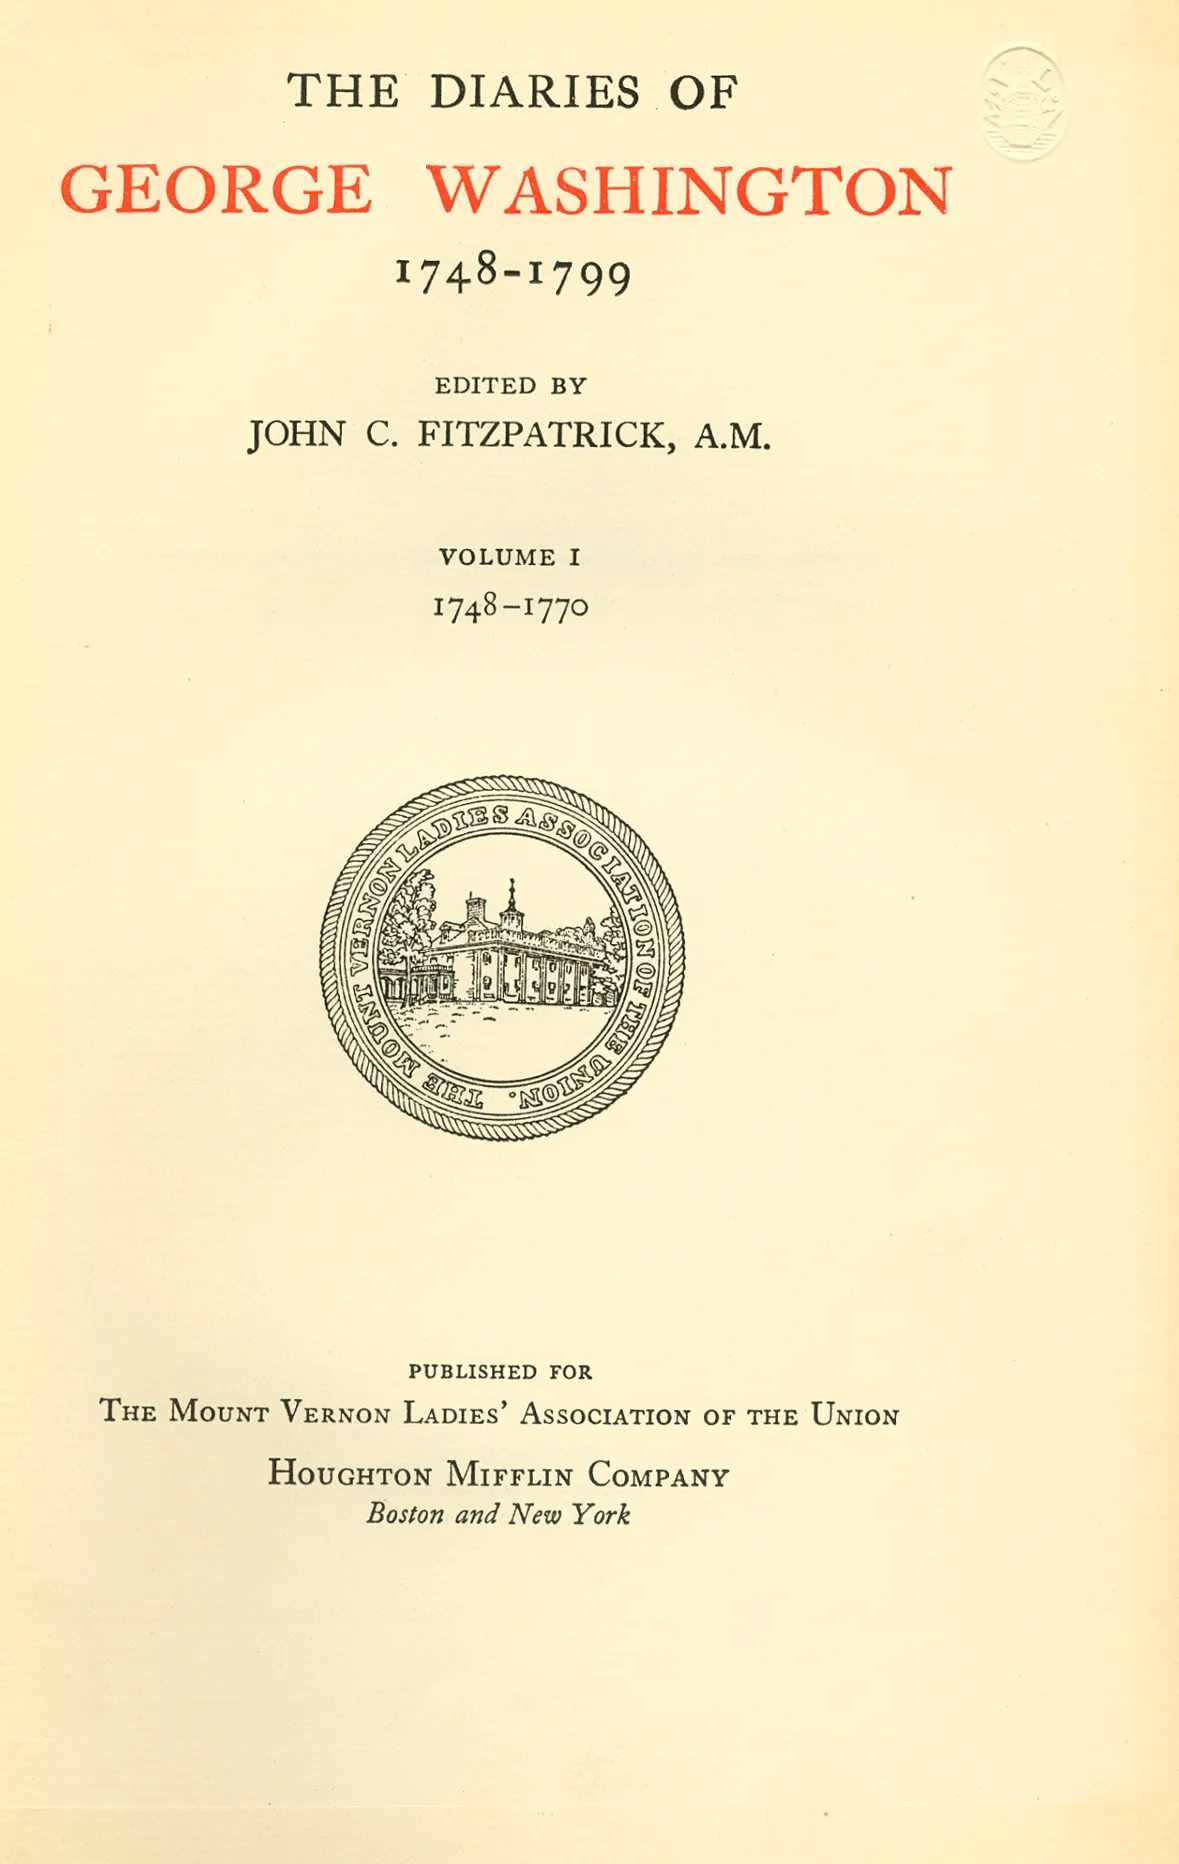 THE DIARIES OF
GEORGE WASHINGTON
1748-1799
EDITED BY
JOHN C. FITZPATRICK, A.M.
VOLUME I
1748-1770
THE MOUNT VERNON LADIES ASSOCIATION OF THE UNION.
PUBLISHED FOR
THE MOUNT VERNON LADIES' ASSOCIATION OF THE UNION
HOUGHTON MIFFLIN COMPANY
Boston and New York